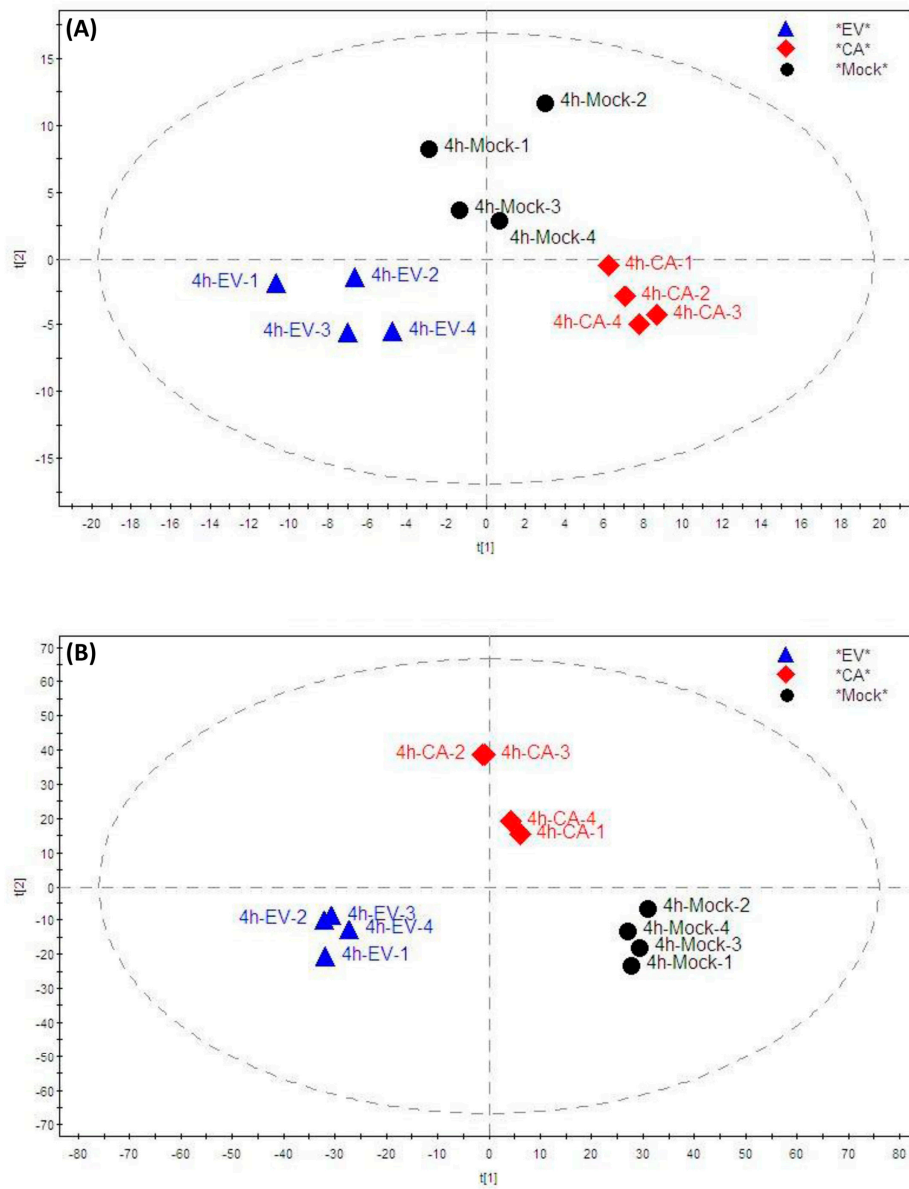 (A)
*EV*
*CA*
*Mock*
15
10
5
0
-5
-10
-15
t[2]
4h-Mock-2
4h-Mock-1
4h-Mock-3
4h-Mock-4
4h-CA-1
4h-EV-1 4h-EV-2
4h-CA-2
4h-CA-3
4h-CA-4
4h-EV-3 4h-EV-4
-20 -18 -16 -14 -12 -10 -8 -6 -4 -2 0 2 4 6 8 10 12 14 16 18 20
t[1]
(B)
*EV*
*CA*
*Mock*
70
60
50
40
30
20
10
0
-10
-20
-30
-40
-50
-60
-70
t[2]
4h-CA-2 4h-CA-3
4h-CA-4
4h-CA-1
4h-EV-2 4h-EV-3
4h-EV-4
4h-EV-1
4h-Mock-2
4h-Mock-4
4h-Mock-3
4h-Mock-1
-80 -70 -60 -50 -40 -30 -20 -10 0 10 20 30 40 50 60 70 80
t[1]